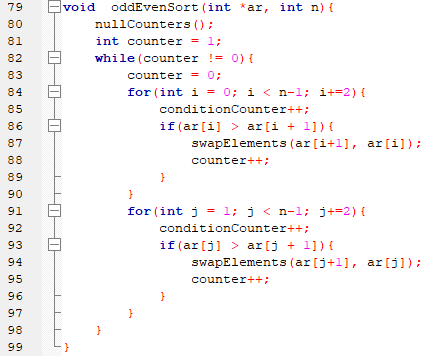 79 void  oddEvenSort(int *ar, int n){
80     nullCounters();
81     int counter = 1;
82     while(counter != 0){
83         counter = 0;
84         for(int i = 0; i < n-1; i+=2){
85             conditionCounter++;
86             if(ar[i] > ar[i + 1]){
87                 swapElements(ar[i+1], ar[i]);
88                 counter++;
89             }
90         }
91         for(int j = 1; j < n-1; j+=2){
92             conditionCounter++;
93             if(ar[j] > ar[j + 1]){
94                 swapElements(ar[j+1], ar[j]);
95                 counter++;
96             }
97         }
98     }
99 }